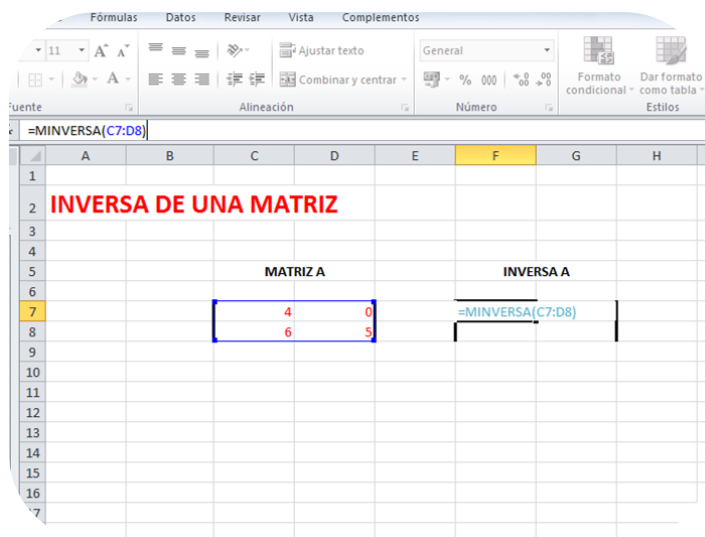 Fórmulas Datos Revisar Vista Complementos
11 A A Ajustar texto General
A Combinar y centrar % 000 Formato condicional Dar formato como tabla
Alineación Número Estilos
=MINVERSA(C7:D8)
A B C D E F G H
1
2 INVERSA DE UNA MATRIZ
3
4
5 MATRIZ A INVERSA A
6
7 4 0 =MINVERSA(C7:D8)
8 6 5
9
10
11
12
13
14
15
16